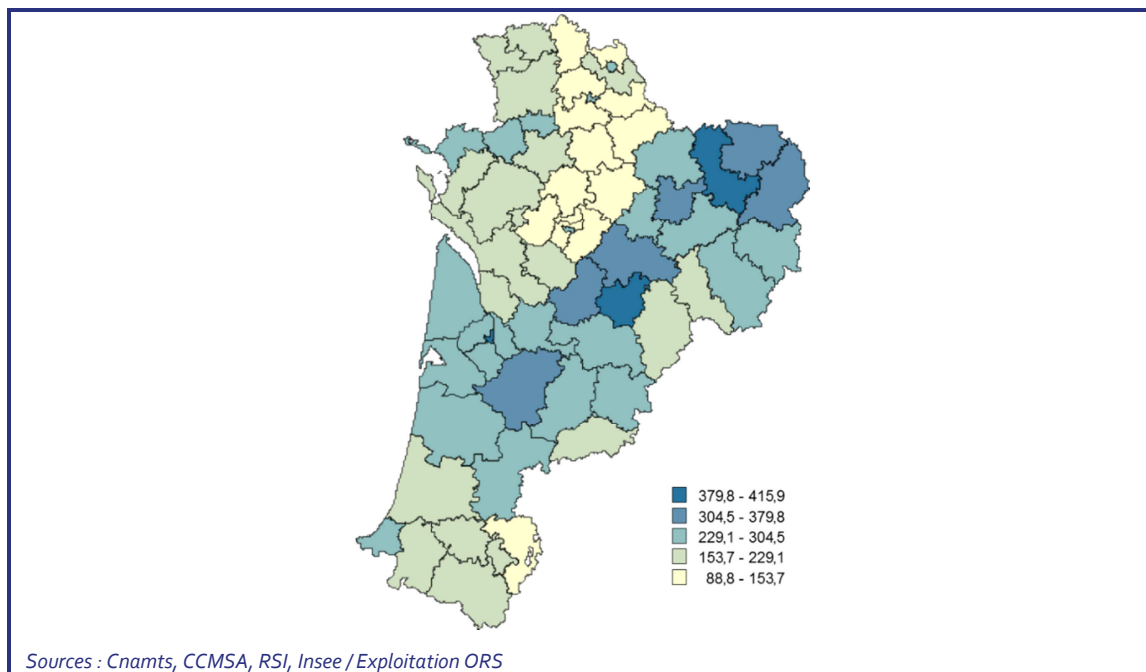 379,8 - 415,9
304,5 - 379,8
229,1 - 304,5
153,7 - 229,1
88,8 - 153,7
Sources : Cnamts, CCMSA, RSI, Insee / Exploitation ORS